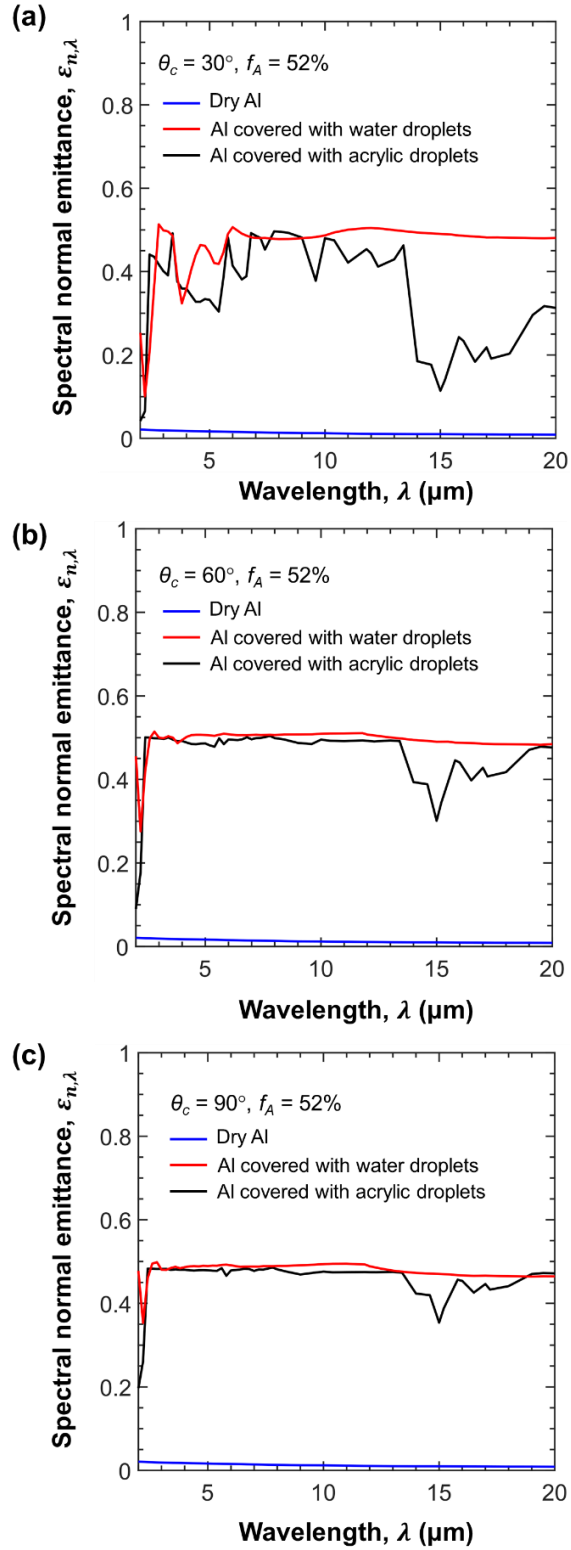 (a)
1
0.8
0.6
0.4
0.2
0
Spectral normal emittance, εn,λ
θc = 30°, fA = 52%
Dry Al
Al covered with water droplets
Al covered with acrylic droplets
5 10 15 20
Wavelength, λ (μm)
(b)
1
0.8
0.6
0.4
0.2
0
Spectral normal emittance, εn,λ
θc = 60°, fA = 52%
Dry Al
Al covered with water droplets
Al covered with acrylic droplets
5 10 15 20
Wavelength, λ (μm)
(c)
1
0.8
0.6
0.4
0.2
0
Spectral normal emittance, εn,λ
θc = 90°, fA = 52%
Dry Al
Al covered with water droplets
Al covered with acrylic droplets
5 10 15 20
Wavelength, λ (μm)